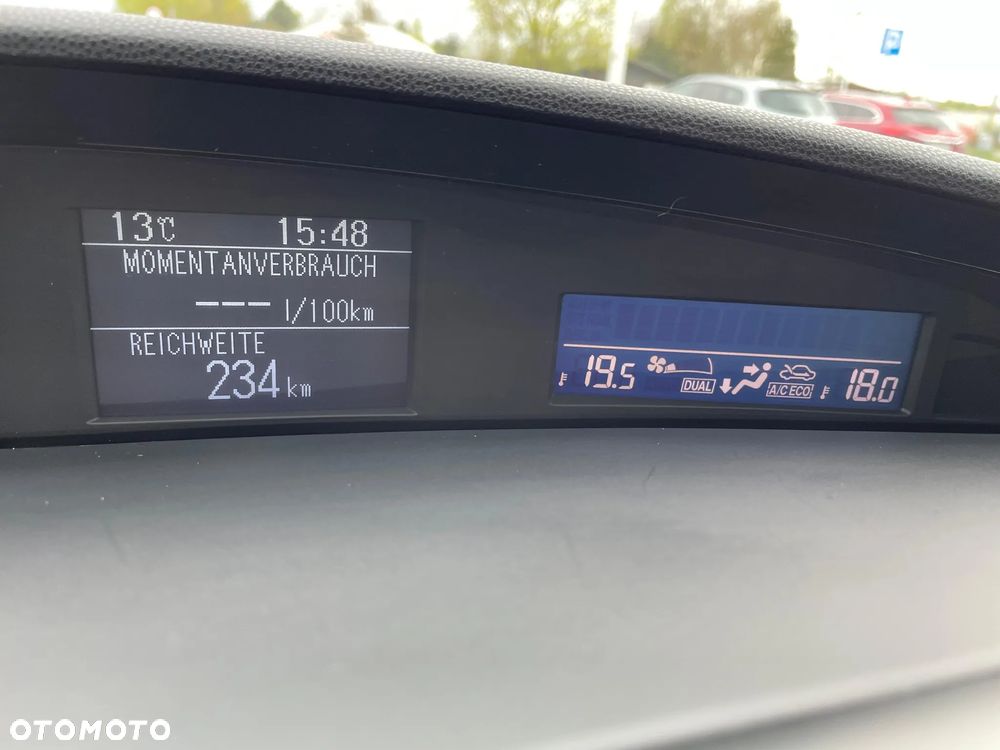 13°C 15:48
MOMENTANVERBRAUCH
--- l/100km
REICHWEITE
234 km
19.5 DUAL A/C ECO 18.0
P
OTOMOTO